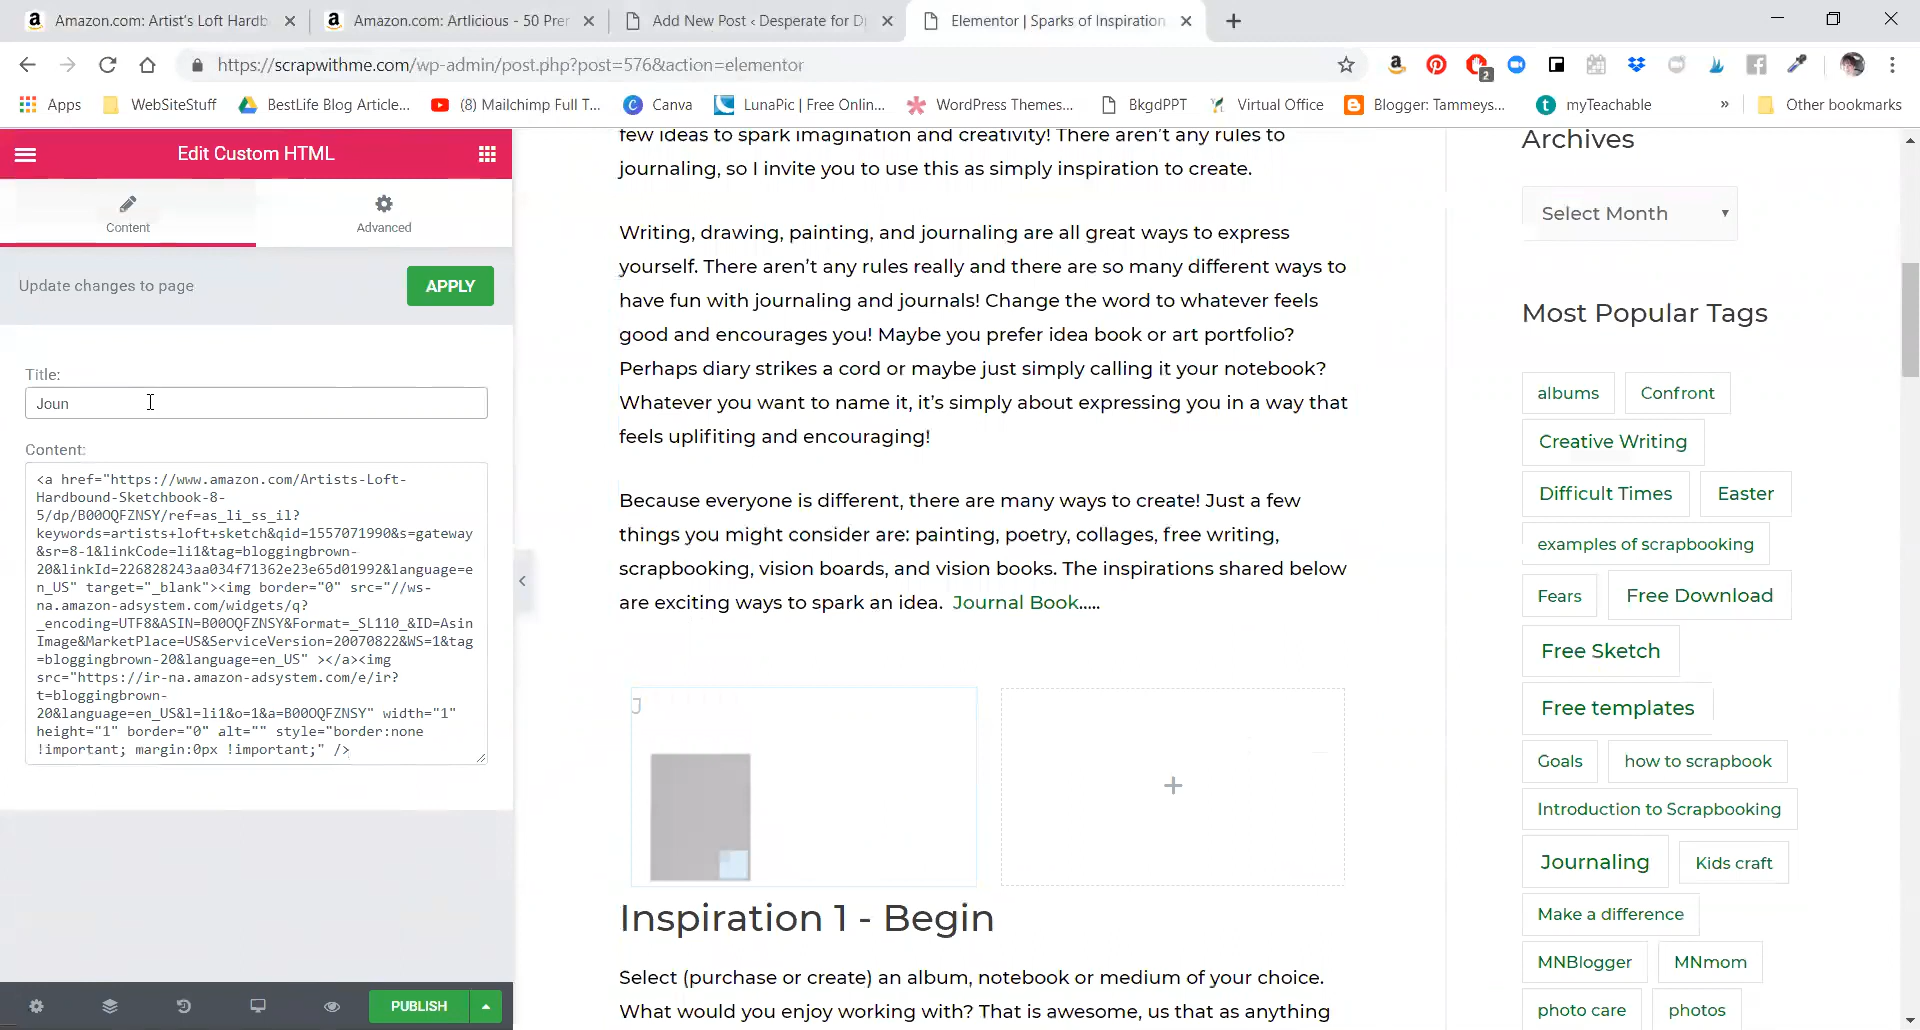 Amazon.com: Artist's Loft Hardb
Amazon.com: Artlicious - 50 Prer
Add New Post ‹ Desperate for D
Elementor | Sparks of Inspiration
https://scrapwithme.com/wp-admin/post.php?post=576&action=elementor
2
Apps
WebSiteStuff
BestLife Blog Article...
(8) Mailchimp Full T...
Canva
LunaPic | Free Onlin...
WordPress Themes...
BkgdPPT
Virtual Office
Blogger: Tammeys...
myTeachable
»
Other bookmarks
Edit Custom HTML
Content
Advanced
Update changes to page
APPLY
Title:
Joun
Content:
<a href="https://www.amazon.com/Artists-Loft-
Hardbound-Sketchbook-8-
5/dp/B00OQFZNSY/ref=as_li_ss_il?
keywords=artists+loft+sketch&qid=1557071990&s=gateway
&sr=8-1&linkCode=li1&tag=bloggingbrown-
20&linkId=226828243aa034f71362e23e65d01992&language=e
n_US" target="_blank"><img border="0" src="//ws-
na.amazon-adsystem.com/widgets/q?
_encoding=UTF8&ASIN=B00OQFZNSY&Format=_SL110_&ID=Asin
Image&MarketPlace=US&ServiceVersion=20070822&WS=1&tag
=bloggingbrown-20&language=en_US" ></a><img
src="https://ir-na.amazon-adsystem.com/e/ir?
t=bloggingbrown-
20&language=en_US&l=li1&o=1&a=B00OQFZNSY" width="1"
height="1" border="0" alt="" style="border:none
!important; margin:0px !important;" />
PUBLISH
few ideas to spark imagination and creativity! There aren't any rules to
journaling, so I invite you to use this as simply inspiration to create.
Writing, drawing, painting, and journaling are all great ways to express
yourself. There aren't any rules really and there are so many different ways to
have fun with journaling and journals! Change the word to whatever feels
good and encourages you! Maybe you prefer idea book or art portfolio?
Perhaps diary strikes a cord or maybe just simply calling it your notebook?
Whatever you want to name it, it's simply about expressing you in a way that
feels uplifiting and encouraging!
Because everyone is different, there are many ways to create! Just a few
things you might consider are: painting, poetry, collages, free writing,
scrapbooking, vision boards, and vision books. The inspirations shared below
are exciting ways to spark an idea. Journal Book.....
J
Inspiration 1 - Begin
Select (purchase or create) an album, notebook or medium of your choice.
What would you enjoy working with? That is awesome, us that as anything
Archives
Select Month
Most Popular Tags
albums
Confront
Creative Writing
Difficult Times
Easter
examples of scrapbooking
Fears
Free Download
Free Sketch
Free templates
Goals
how to scrapbook
Introduction to Scrapbooking
Journaling
Kids craft
Make a difference
MNBlogger
MNmom
photo care
photos